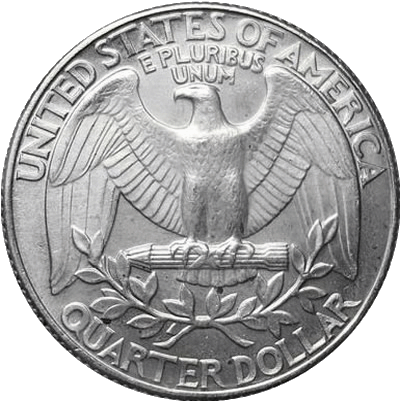 UNITED STATES OF AMERICA
E PLURIBUS
UNUM
QUARTER DOLLAR